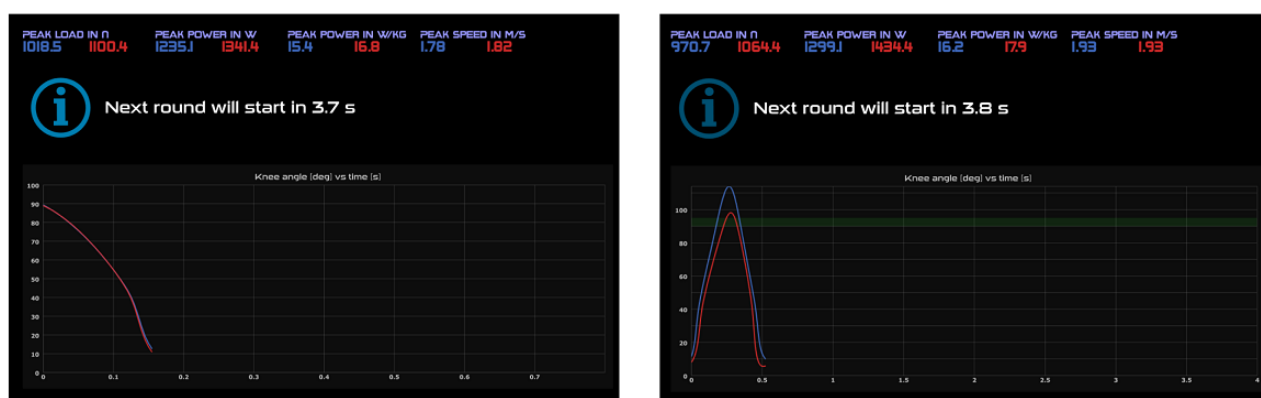 PEAK LOAD IN N PEAK POWER IN W PEAK POWER IN W/KG PEAK SPEED IN M/S
1018.5 1100.4 1235.1 1341.4 15.4 16.8 1.78 1.82
Next round will start in 3.7 s
Knee angle [deg] vs time [s]
100
90
80
70
60
50
40
30
20
10
0
0 0.1 0.2 0.3 0.4 0.5 0.6 0.7
PEAK LOAD IN N PEAK POWER IN W PEAK POWER IN W/KG PEAK SPEED IN M/S
970.7 1064.4 1299.1 1434.4 16.2 17.9 1.93 1.93
Next round will start in 3.8 s
Knee angle [deg] vs time [s]
100
80
60
40
20
0
0 0.5 1 1.5 2 2.5 3 3.5 4